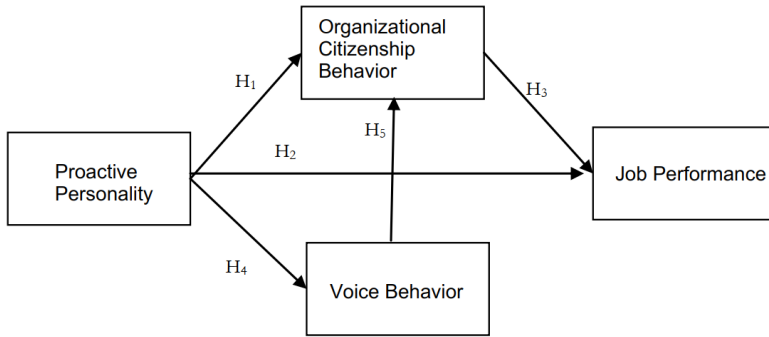 Organizational
Citizenship
Behavior
H₁
H₃
H₅
H₂
Proactive
Personality
Job Performance
H₄
Voice Behavior